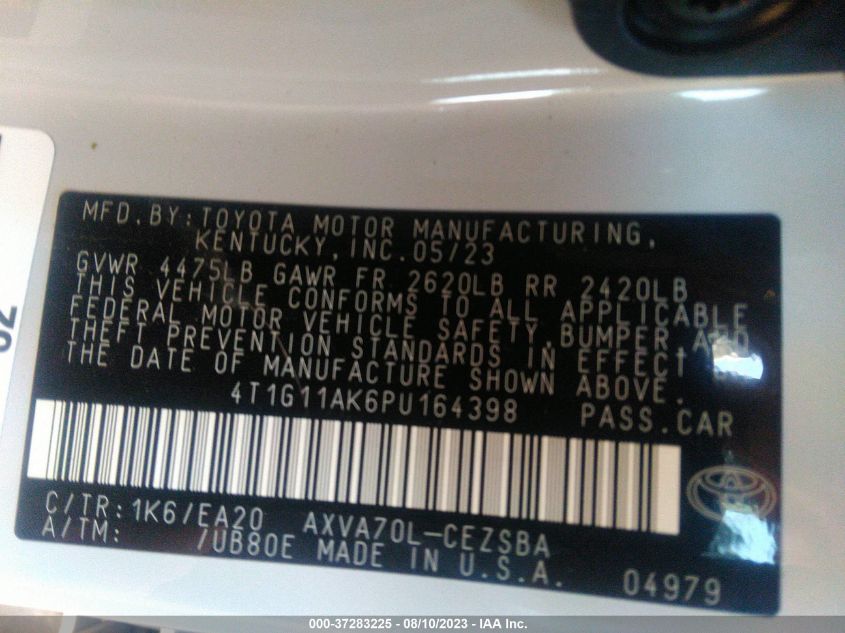 MFD.BY:TOYOTA MOTOR MANUFACTURING,
KENTUCKY,INC.05/23
GVWR 4475LB GAWR FR 2620LB RR 2420LB
THIS VEHICLE CONFORMS TO ALL APPLICABLE
FEDERAL MOTOR VEHICLE SAFETY,BUMPER AND
THEFT PREVENTION STANDARDS IN EFFECT
THE DATE OF MANUFACTURE SHOWN ABOVE.
4T1G11AK6PU164398 PASS.CAR
C/TR:1K6/EA20 AXVA70L-CEZSBA
A/TM: /UB80E MADE IN U.S.A.
04979
000-37283225 - 08/10/2023 - IAA Inc.